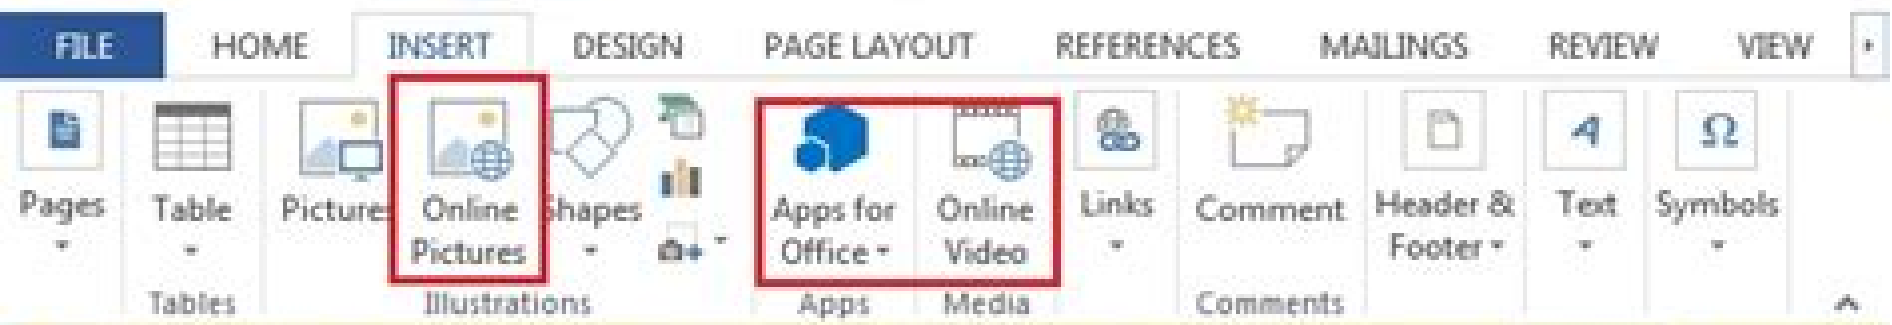 FILE HOME INSERT DESIGN PAGE LAYOUT REFERENCES MAILINGS REVIEW VIEW
Pages Table Pictures Online Shapes Apps for Online Links Comment Header & Text Symbols
Pictures Office Video Footer
Tables Illustrations Apps Media Comments